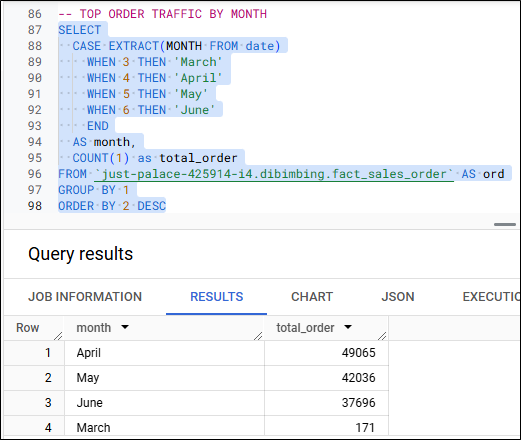 86 -- TOP ORDER TRAFFIC BY MONTH
87 SELECT
88 CASE EXTRACT(MONTH FROM date)
89 WHEN 3 THEN 'March'
90 WHEN 4 THEN 'April'
91 WHEN 5 THEN 'May'
92 WHEN 6 THEN 'June'
93 END
94 AS month,
95 COUNT(1) as total_order
96 FROM `just-palace-425914-i4.dibimbing.fact_sales_order` AS ord
97 GROUP BY 1
98 ORDER BY 2 DESC
Query results
JOB INFORMATION RESULTS CHART JSON EXECUTIO
Row month total_order
1 April 49065
2 May 42036
3 June 37696
4 March 171